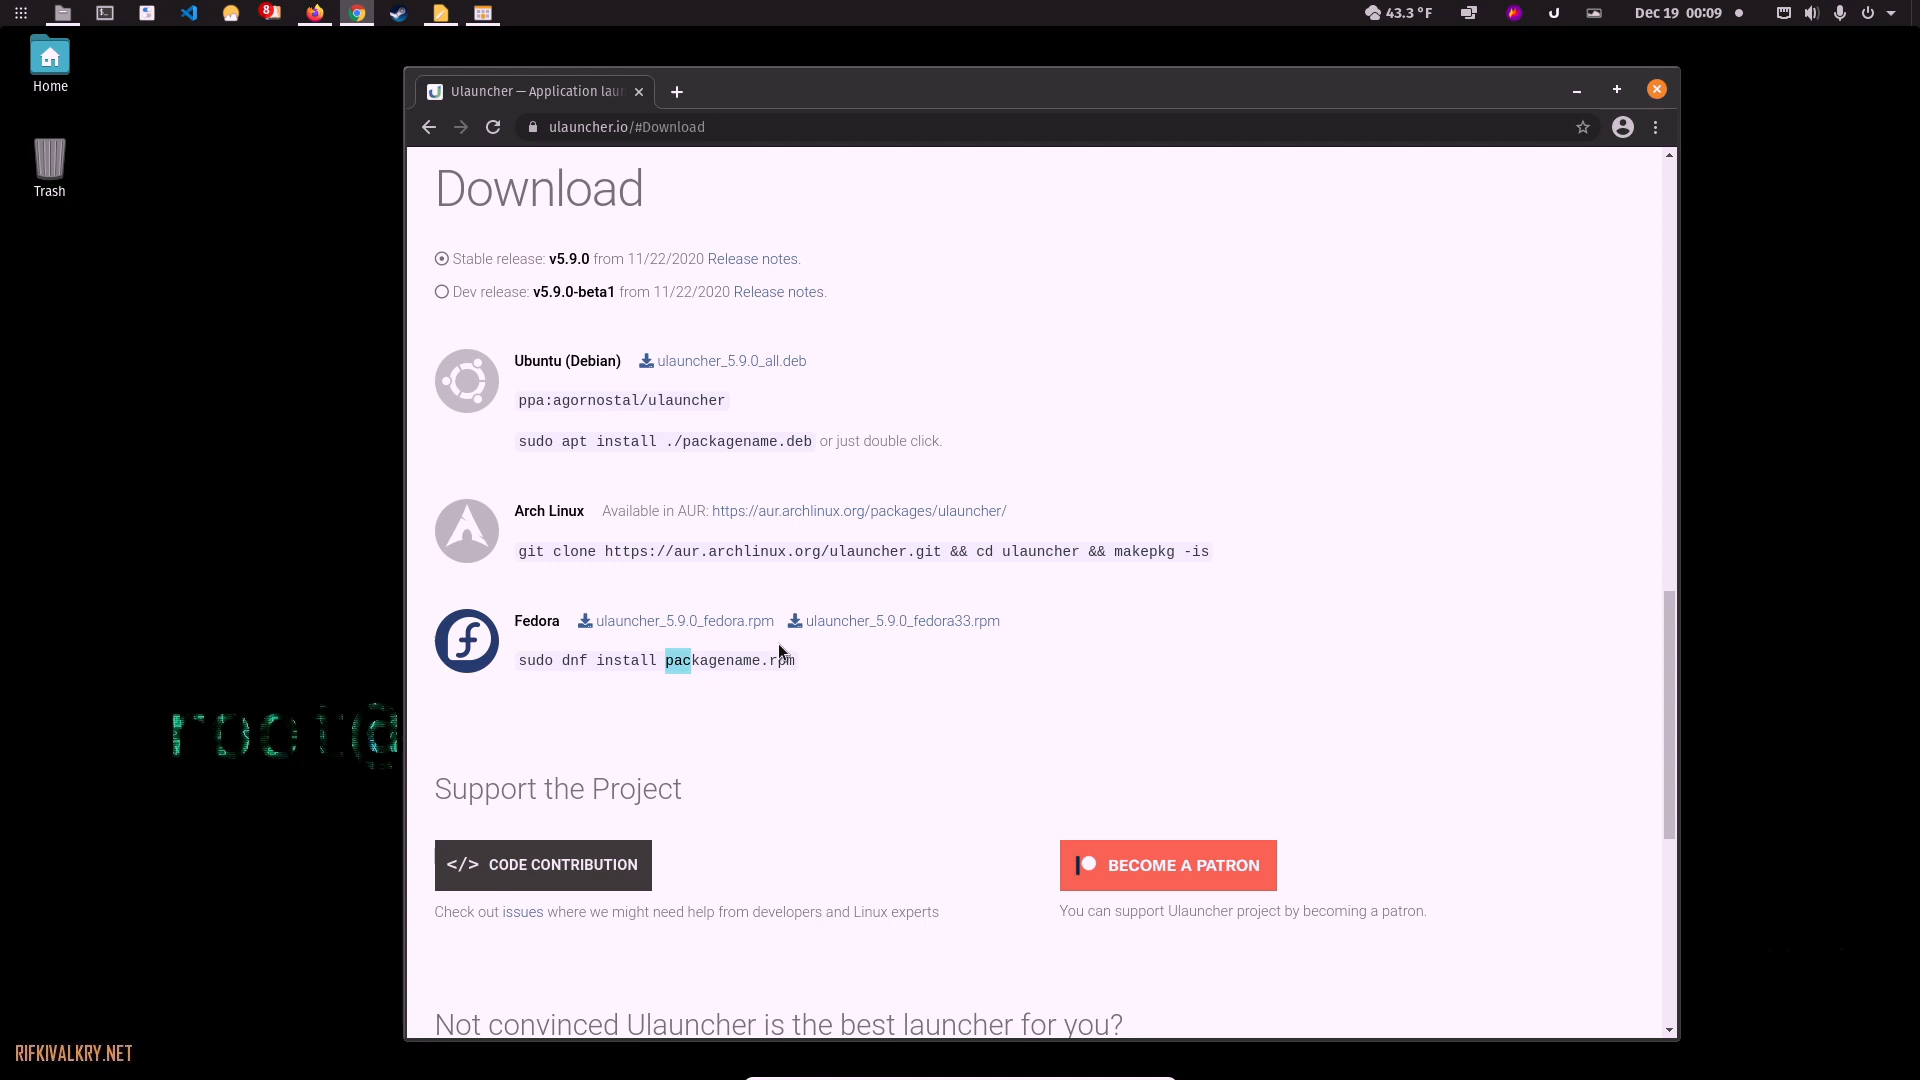 8
43.3 °F
Dec 19 00:09
Home
Trash
Ulauncher — Application laun
ulauncher.io/#Download
Download
Stable release: v5.9.0 from 11/22/2020 Release notes.
Dev release: v5.9.0-beta1 from 11/22/2020 Release notes.
Ubuntu (Debian) ulauncher_5.9.0_all.deb
ppa:agornostal/ulauncher
sudo apt install ./packagename.deb or just double click.
Arch Linux Available in AUR: https://aur.archlinux.org/packages/ulauncher/
git clone https://aur.archlinux.org/ulauncher.git && cd ulauncher && makepkg -is
Fedora ulauncher_5.9.0_fedora.rpm ulauncher_5.9.0_fedora33.rpm
sudo dnf install packagename.rpm
root@
Support the Project
</> CODE CONTRIBUTION
Check out issues where we might need help from developers and Linux experts
BECOME A PATRON
You can support Ulauncher project by becoming a patron.
Not convinced Ulauncher is the best launcher for you?
RIFKIVALKRY.NET